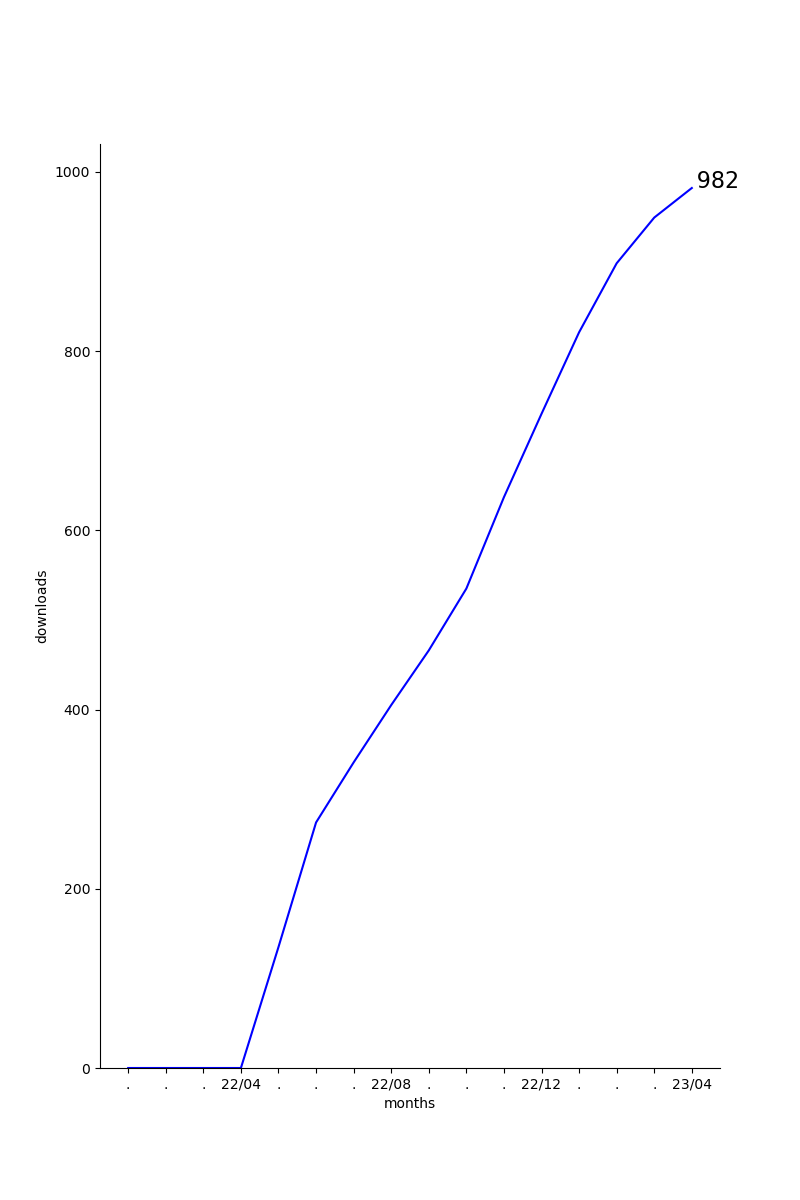 1000
982
800
600
downloads
400
200
0
. . . 22/04 . . . 22/08 . . . 22/12 . . . 23/04
months